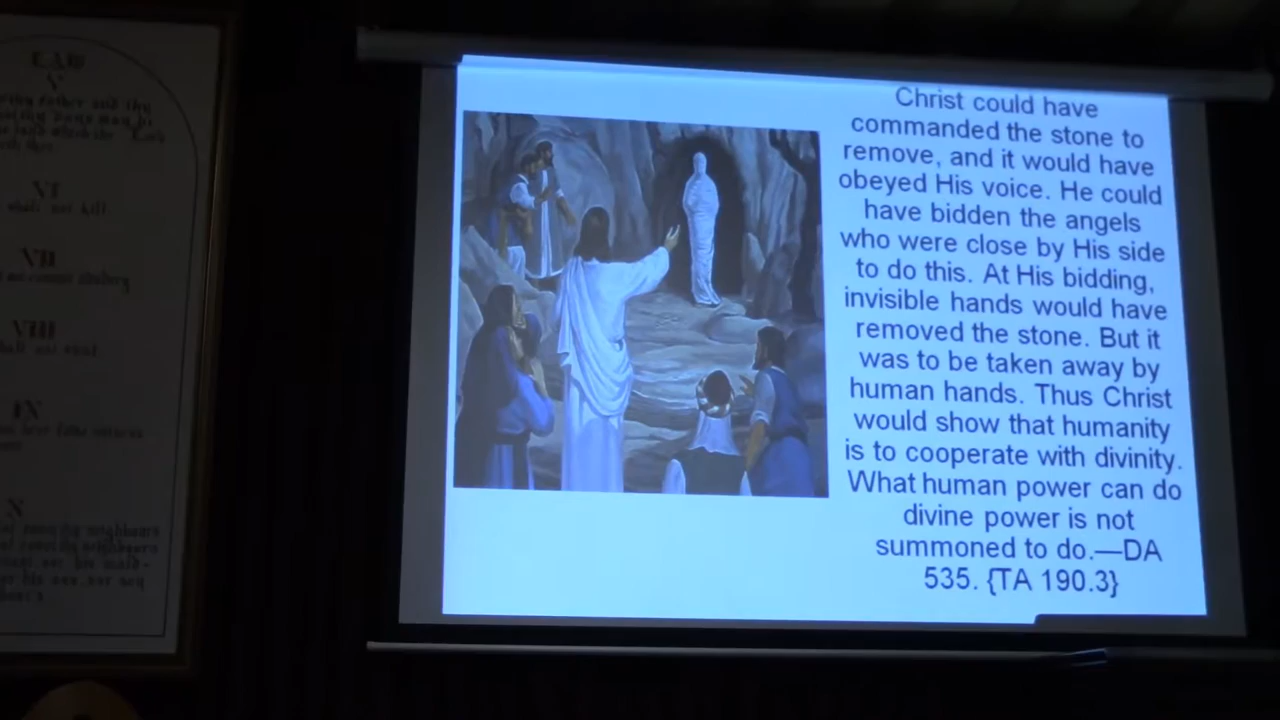 LAW
V
VI
shall not kill
VII
VIII
IX
X
Christ could have
commanded the stone to
remove, and it would have
obeyed His voice. He could
have bidden the angels
who were close by His side
to do this. At His bidding,
invisible hands would have
removed the stone. But it
was to be taken away by
human hands. Thus Christ
would show that humanity
is to cooperate with divinity.
What human power can do
divine power is not
summoned to do.—DA
535. {TA 190.3}